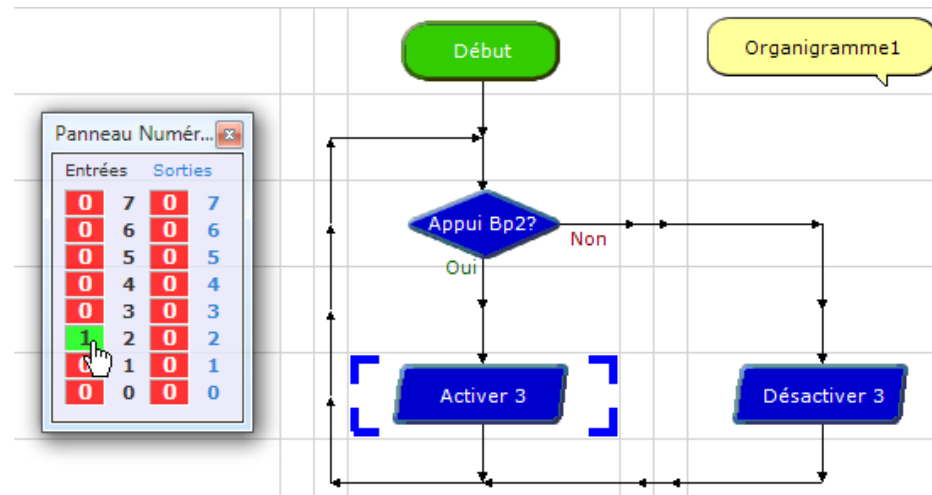 Début
Organigramme1
Panneau Numér...
Entrées Sorties
0 7 0 7
0 6 0 6
0 5 0 5
0 4 0 4
0 3 0 3
1 2 0 2
0 1 0 1
0 0 0 0
Appui Bp2?
Non
Oui
Activer 3
Désactiver 3